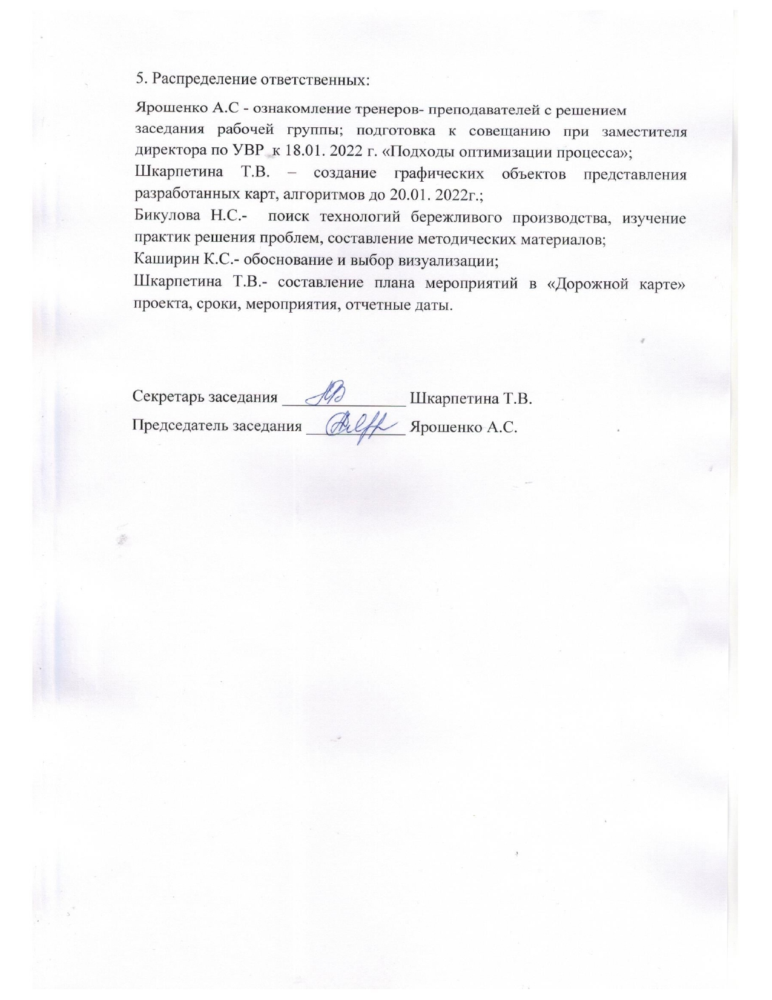 5. Распределение ответственных:
Ярошенко А.С - ознакомление тренеров- преподавателей с решением
заседания рабочей группы; подготовка к совещанию при заместителя
директора по УВР к 18.01. 2022 г. «Подходы оптимизации процесса»;
Шкарпетина Т.В. – создание графических объектов представления
разработанных карт, алгоритмов до 20.01. 2022г.;
Бикулова Н.С.- поиск технологий бережливого производства, изучение
практик решения проблем, составление методических материалов;
Каширин К.С.- обоснование и выбор визуализации;
Шкарпетина Т.В.- составление плана мероприятий в «Дорожной карте»
проекта, сроки, мероприятия, отчетные даты.
Секретарь заседания _______________ Шкарпетина Т.В.
Председатель заседания ____________ Ярошенко А.С.